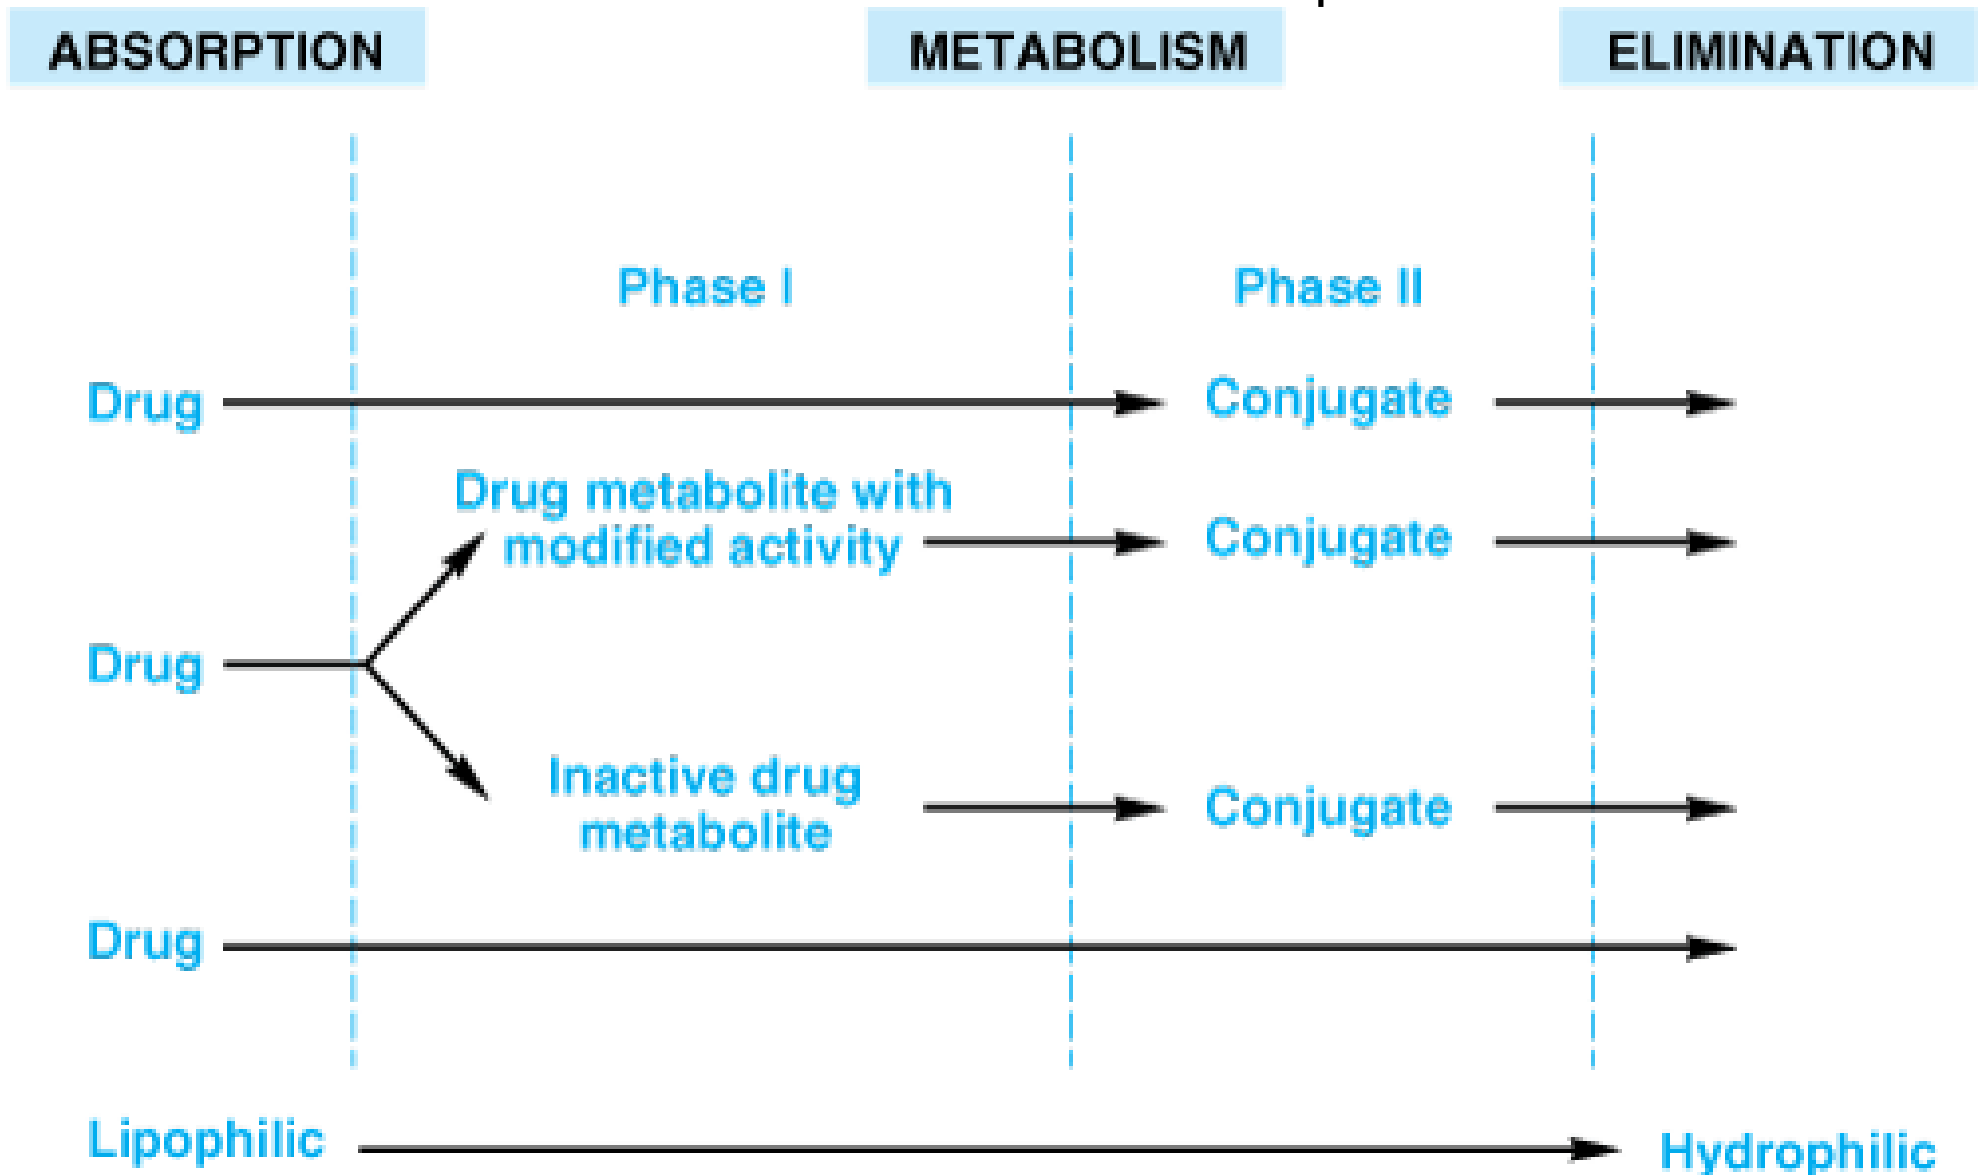 ABSORPTION METABOLISM ELIMINATION
Phase I Phase II
Drug Conjugate
Drug metabolite with
modified activity Conjugate
Drug
Inactive drug
metabolite Conjugate
Drug
Lipophilic Hydrophilic